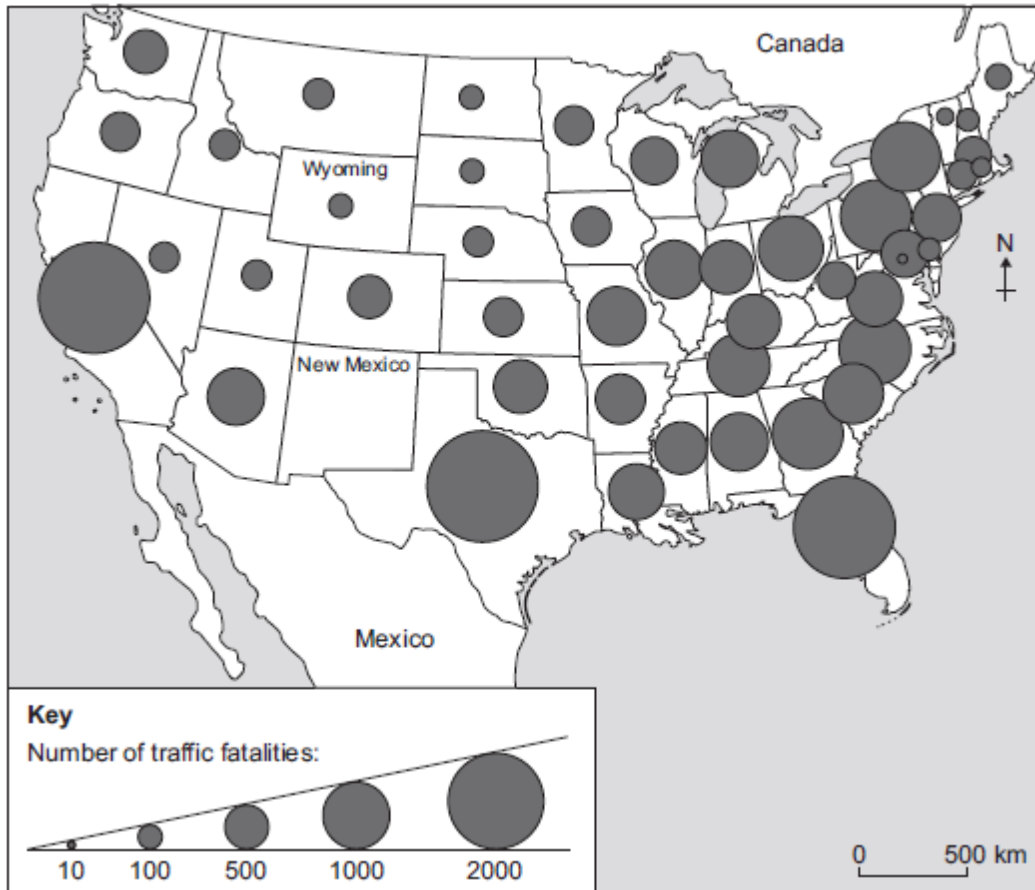 Canada
Wyoming
N
New Mexico
Mexico
Key
Number of traffic fatalities:
10 100 500 1000 2000
0 500 km